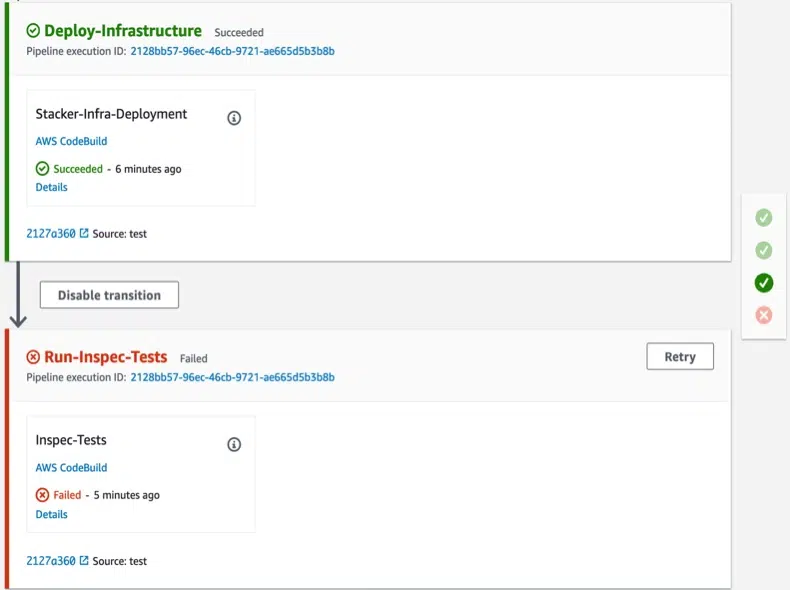 Deploy-Infrastructure Succeeded
Pipeline execution ID: 2128bb57-96ec-46cb-9721-ae665d5b3b8b
Stacker-Infra-Deployment
AWS CodeBuild
Succeeded - 6 minutes ago
Details
2127a360 Source: test
Disable transition
Run-Inspec-Tests Failed
Retry
Pipeline execution ID: 2128bb57-96ec-46cb-9721-ae665d5b3b8b
Inspec-Tests
AWS CodeBuild
Failed - 5 minutes ago
Details
2127a360 Source: test